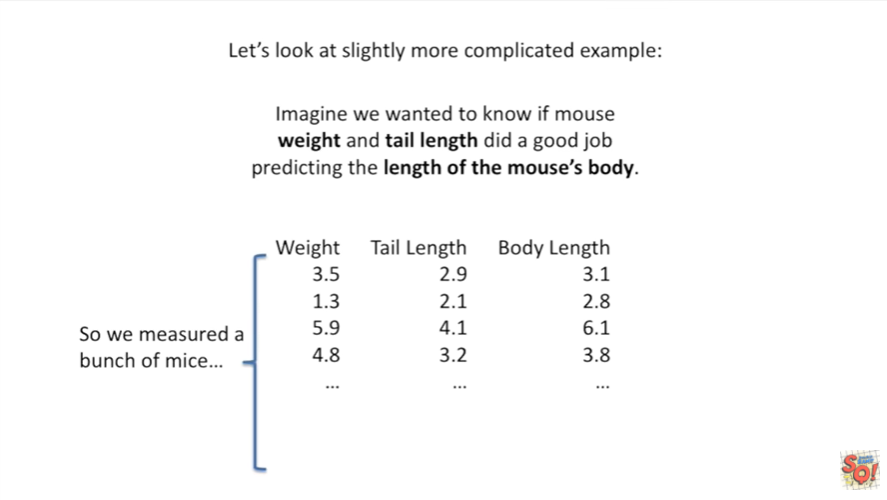 Let's look at slightly more complicated example:
Imagine we wanted to know if mouse
weight and tail length did a good job
predicting the length of the mouse's body.
Weight Tail Length Body Length
3.5 2.9 3.1
1.3 2.1 2.8
5.9 4.1 6.1
4.8 3.2 3.8
... ... ...
So we measured a
bunch of mice...
SQ!